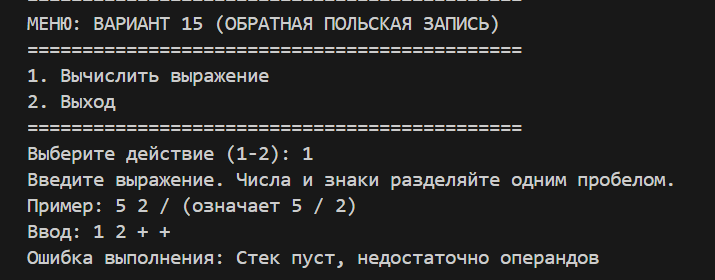 =============================================
МЕНЮ: ВАРИАНТ 15 (ОБРАТНАЯ ПОЛЬСКАЯ ЗАПИСЬ)
=============================================
1. Вычислить выражение
2. Выход
=============================================
Выберите действие (1-2): 1
Введите выражение. Числа и знаки разделяйте одним пробелом.
Пример: 5 2 / (означает 5 / 2)
Ввод: 1 2 + +
Ошибка выполнения: Стек пуст, недостаточно операндов